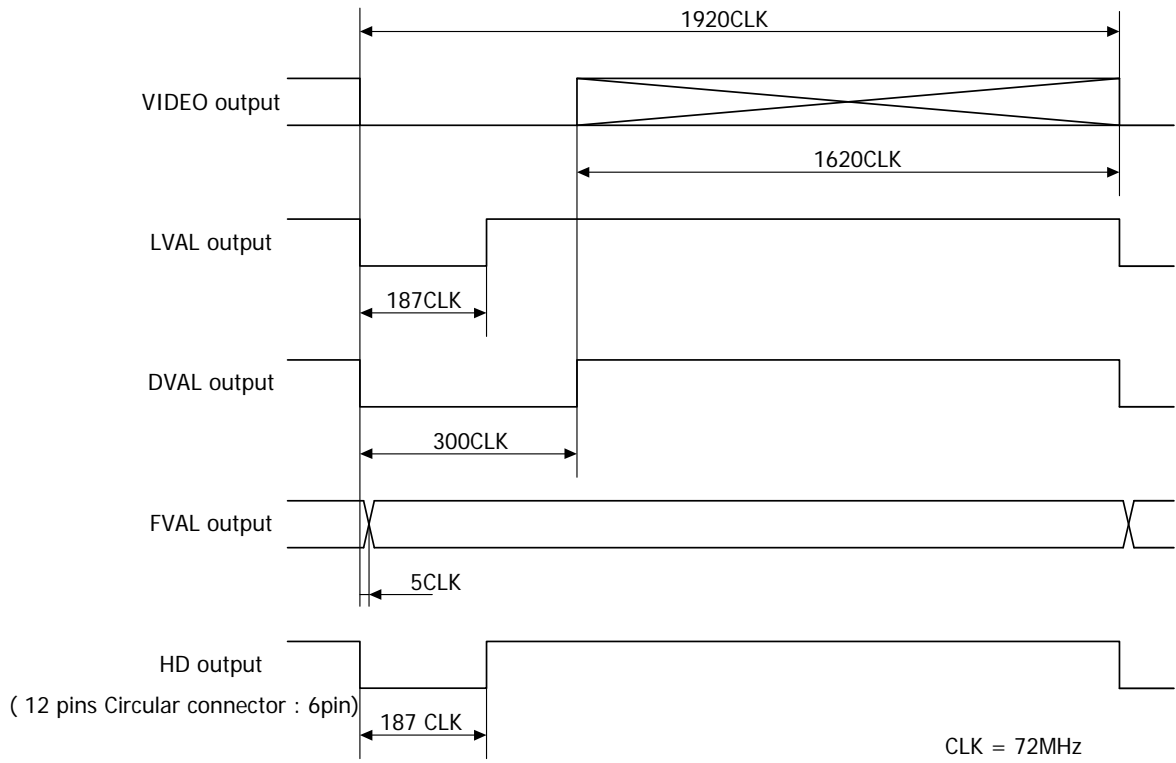 1920CLK
VIDEO output
1620CLK
LVAL output
187CLK
DVAL output
300CLK
FVAL output
5CLK
HD output
( 12 pins Circular connector : 6pin)
187 CLK
CLK = 72MHz